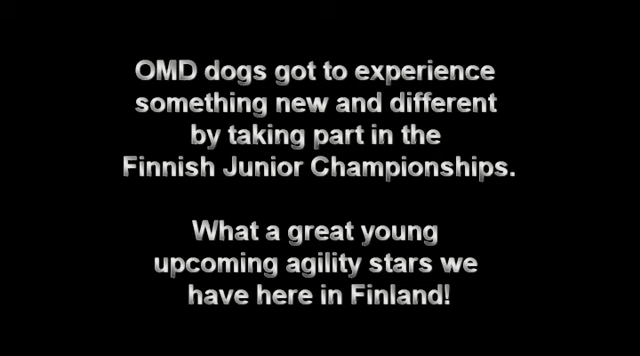 OMD dogs got to experience
something new and different
by taking part in the
Finnish Junior Championships.
What a great young
upcoming agility stars we
have here in Finland!